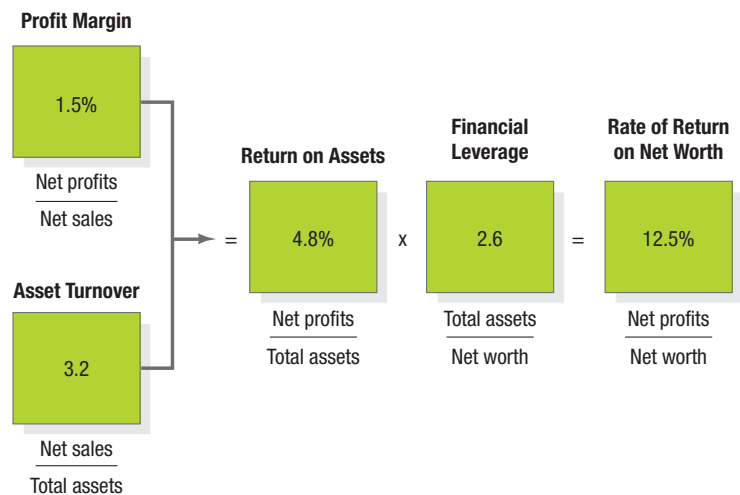 Profit Margin
1.5%
Net profits
Net sales
Asset Turnover
3.2
Net sales
Total assets
=
Return on Assets
4.8%
Net profits
Total assets
x
Financial
Leverage
2.6
Total assets
Net worth
=
Rate of Return
on Net Worth
12.5%
Net profits
Net worth